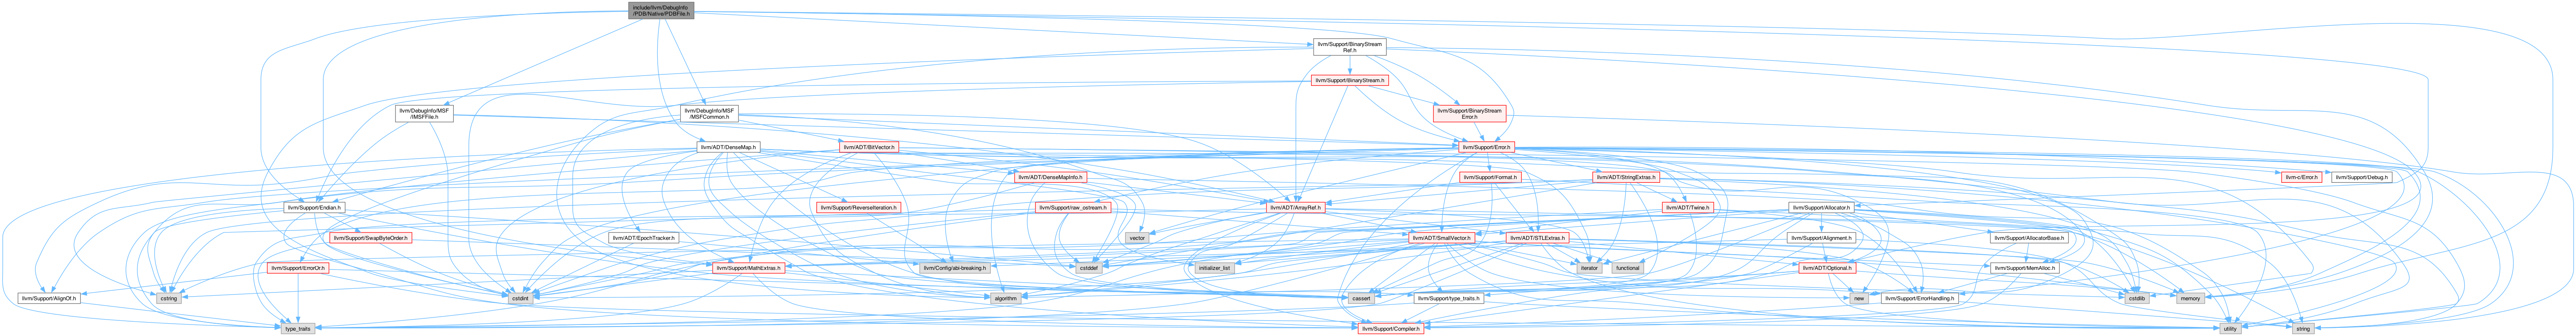 include/llvm/DebugInfo
/PDB/Native/PDBFile.h
llvm/Support/BinaryStream
Ref.h
llvm/Support/BinaryStream.h
llvm/DebugInfo/MSF
/IMSFFile.h
llvm/DebugInfo/MSF
/MSFCommon.h
llvm/Support/BinaryStream
Error.h
llvm/ADT/DenseMap.h
llvm/ADT/BitVector.h
llvm/Support/Error.h
llvm/ADT/DenseMapInfo.h
llvm/Support/Format.h
llvm/ADT/StringExtras.h
llvm-c/Error.h
llvm/Support/Debug.h
llvm/Support/Endian.h
llvm/Support/ReverseIteration.h
llvm/Support/raw_ostream.h
llvm/ADT/ArrayRef.h
llvm/ADT/Twine.h
llvm/Support/Allocator.h
llvm/Support/SwapByteOrder.h
llvm/ADT/EpochTracker.h
vector
llvm/ADT/SmallVector.h
llvm/ADT/STLExtras.h
llvm/Support/Alignment.h
llvm/Support/AllocatorBase.h
llvm/Support/ErrorOr.h
llvm/Support/MathExtras.h
llvm/Config/abi-breaking.h
cstddef
initializer_list
iterator
functional
llvm/ADT/Optional.h
llvm/Support/MemAlloc.h
llvm/Support/AlignOf.h
cstring
cstdint
algorithm
cassert
llvm/Support/type_traits.h
new
llvm/Support/ErrorHandling.h
cstdlib
memory
type_traits
llvm/Support/Compiler.h
utility
string